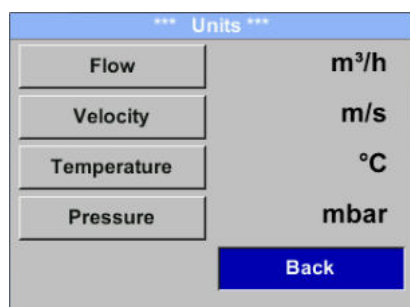 *** Units ***
Flow m³/h
Velocity m/s
Temperature °C
Pressure mbar
Back